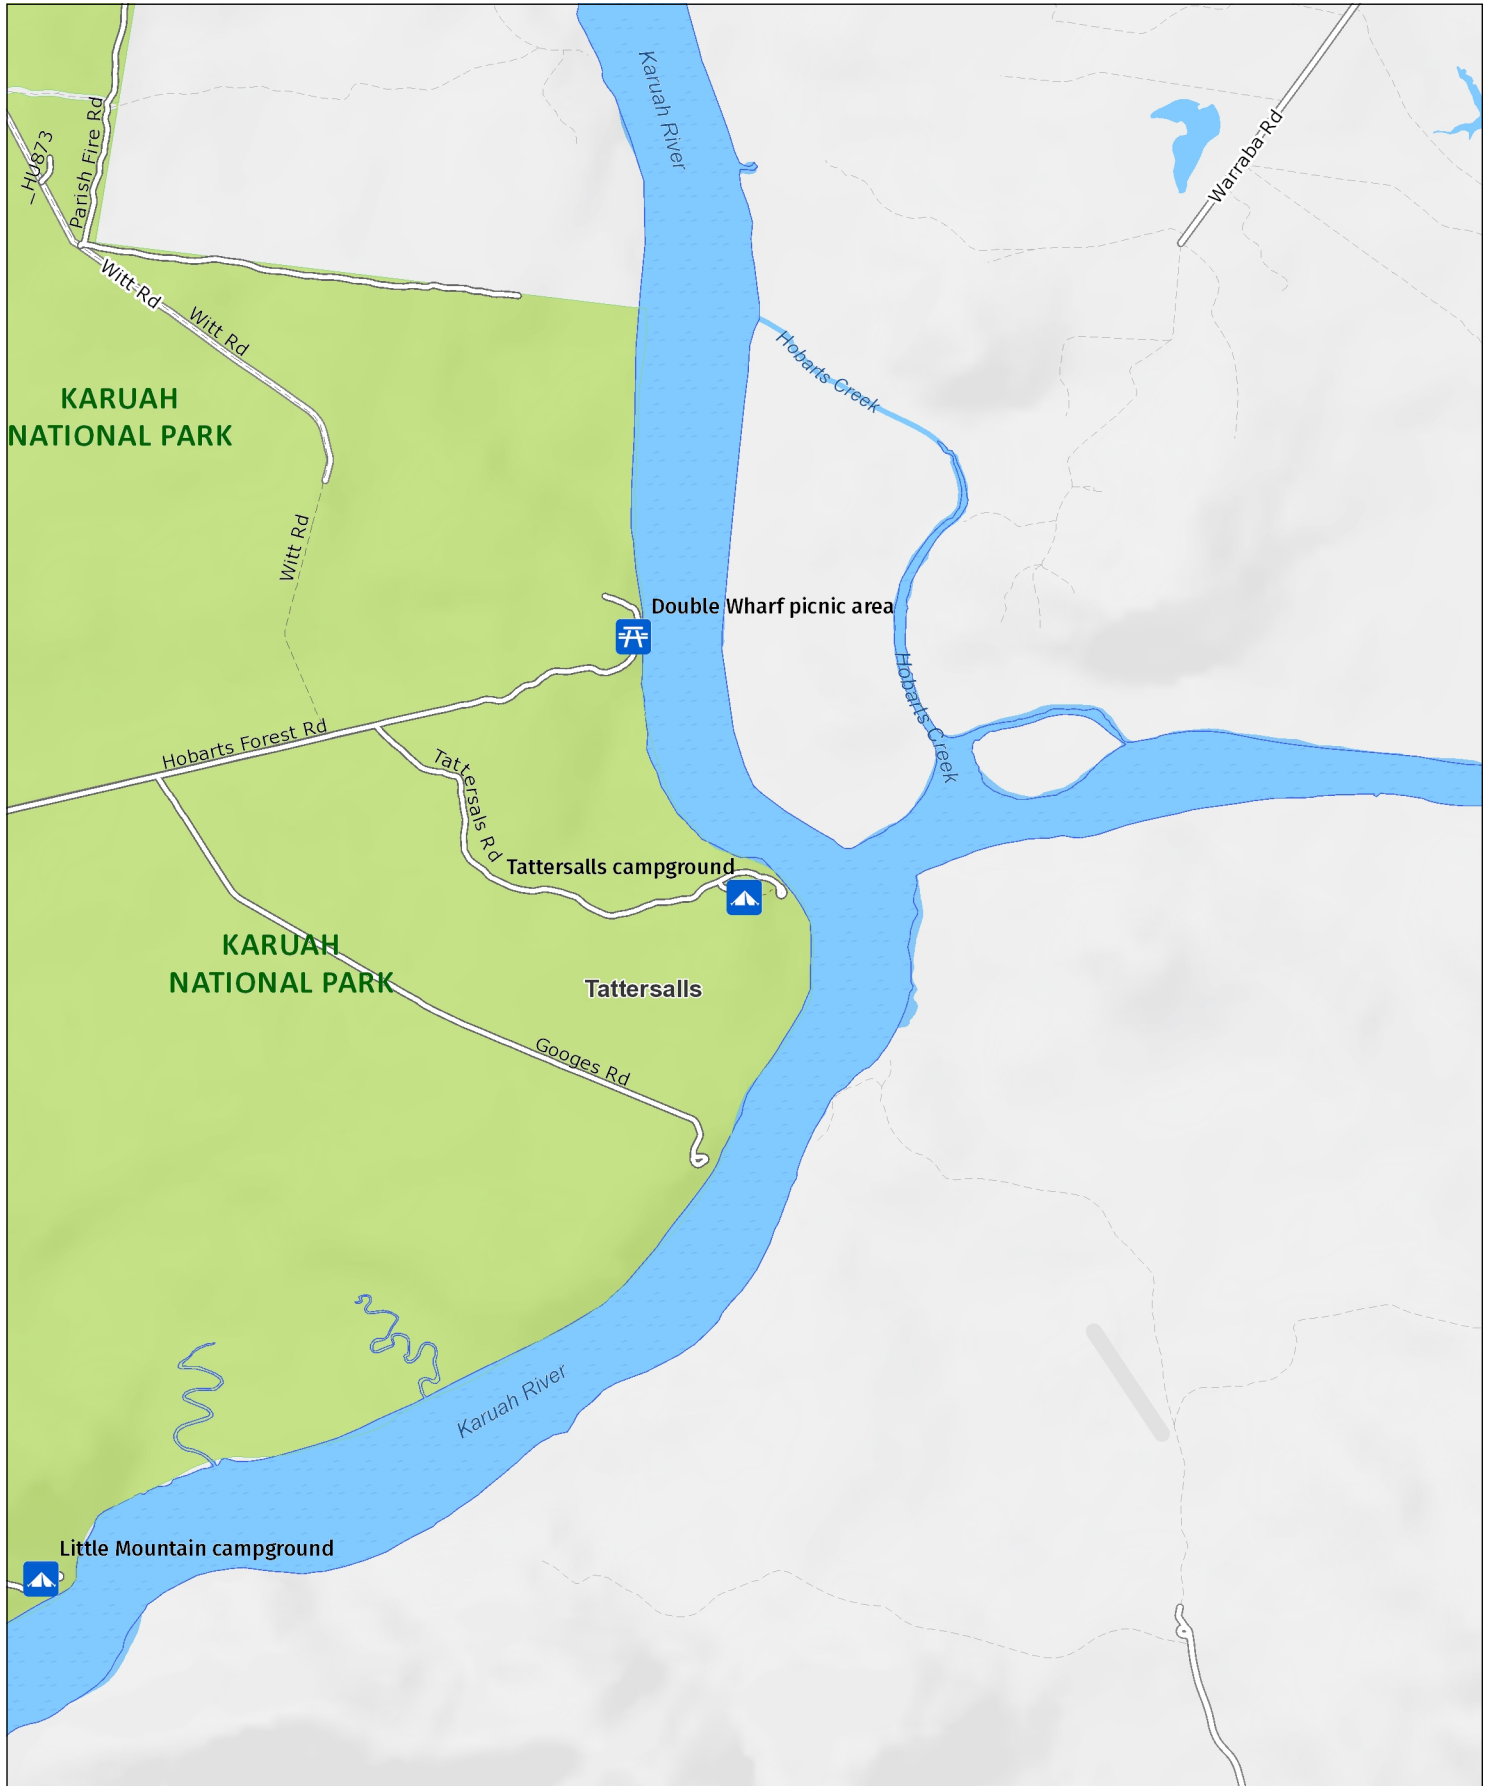 Karuah River
Parish Fire Rd
HU873
Warraba Rd
Witt Rd
Witt Rd
Hobarts Creek
KARUAH
NATIONAL PARK
Witt Rd
Double Wharf picnic area
Hobarts Creek
Hobarts Forest Rd
Tattersals Rd
Tattersalls campground
KARUAH
NATIONAL PARK
Tattersalls
Googes Rd
Karuah River
Little Mountain campground